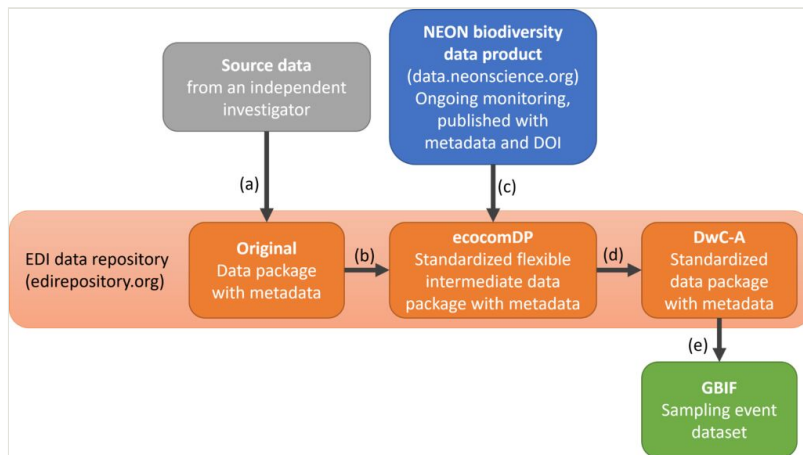 Source data
from an independent
investigator
NEON biodiversity
data product
(data.neonscience.org)
Ongoing monitoring,
published with
metadata and DOI
(a)
(c)
EDI data repository
(edirepository.org)
Original
Data package
with metadata
(b)
ecocomDP
Standardized flexible
intermediate data
package with metadata
(d)
DwC-A
Standardized
data package
with metadata
(e)
GBIF
Sampling event
dataset